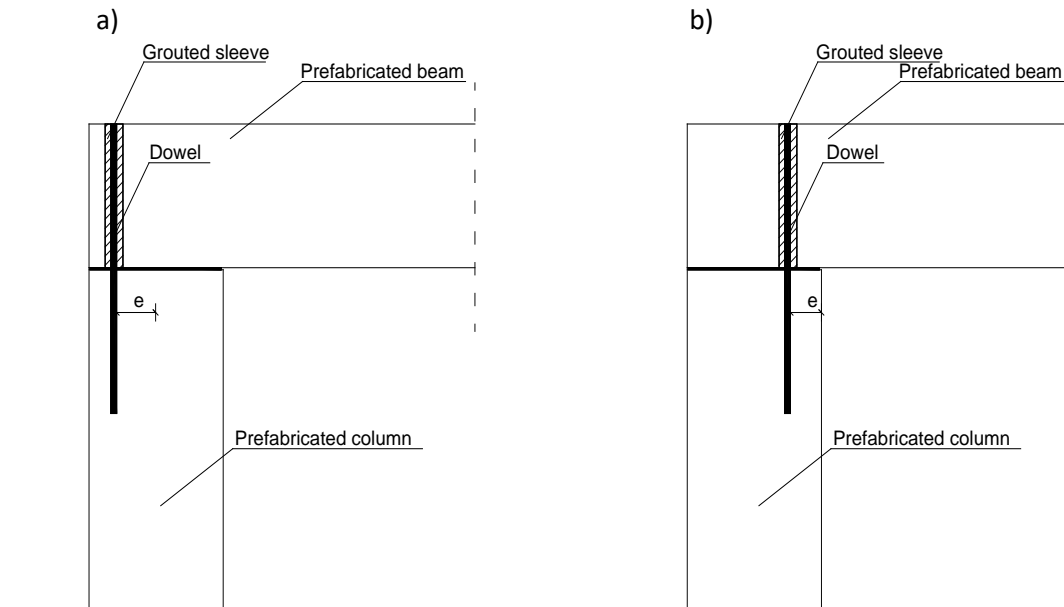 a)
Grouted sleeve
Prefabricated beam
Dowel
e
Prefabricated column
b)
Grouted sleeve
Prefabricated beam
Dowel
e
Prefabricated column